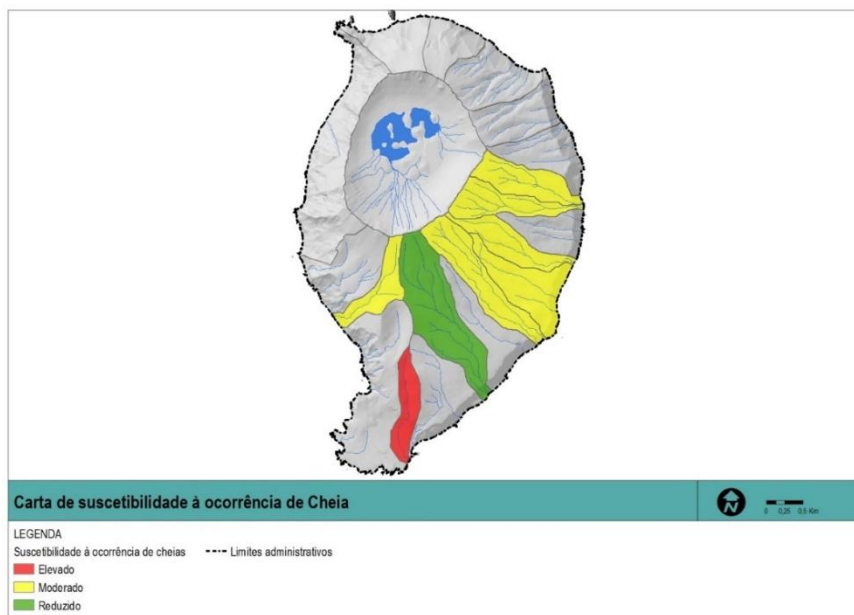 Carta de suscetibilidade à ocorrência de Cheia
N
0 0,25 0,5 Km
LEGENDA
Suscetibilidade à ocorrência de cheias
Limites administrativos
Elevado
Moderado
Reduzido